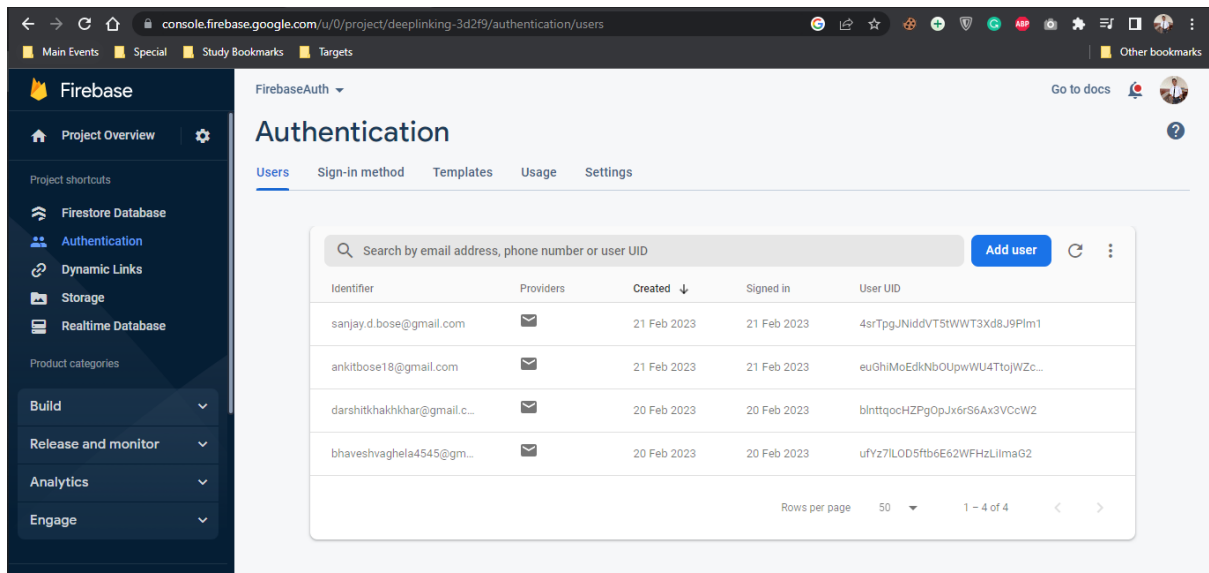 console.firebase.google.com/u/0/project/deeplinking-3d2f9/authentication/users
Main Events Special Study Bookmarks Targets Other bookmarks
Firebase
Project Overview
Project shortcuts
Firestore Database
Authentication
Dynamic Links
Storage
Realtime Database
Product categories
Build
Release and monitor
Analytics
Engage
FirebaseAuth Go to docs
Authentication
Users Sign-in method Templates Usage Settings
Search by email address, phone number or user UID Add user
Identifier Providers Created Signed in User UID
sanjay.d.bose@gmail.com 21 Feb 2023 21 Feb 2023 4srTpgJNiddVT5tWWT3Xd8J9Plm1
ankitbose18@gmail.com 21 Feb 2023 21 Feb 2023 euGhiMoEdkNbOUpwWU4TtojWZc...
darshitkhakhkhar@gmail.c... 20 Feb 2023 20 Feb 2023 blnttqocHZPgOpJx6rS6Ax3VCcW2
bhaveshvaghela4545@gm... 20 Feb 2023 20 Feb 2023 ufYz7lLOD5ftb6E62WFHzLiImaG2
Rows per page 50 1 – 4 of 4